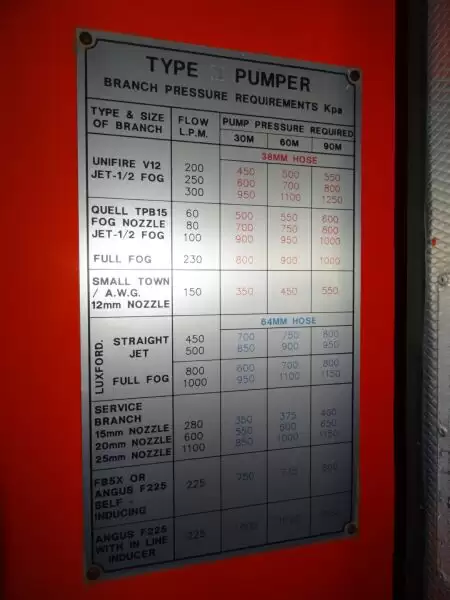 TYPE PUMPER
BRANCH PRESSURE REQUIREMENTS Kpa
TYPE & SIZE OF BRANCH FLOW L.P.M. PUMP PRESSURE REQUIRED
30M 60M 90M
38MM HOSE
UNIFIRE V12 200 450 500 550
JET-1/2 FOG 250 600 700 800
300 950 1100 1250
QUELL TPB15 60 500 550 600
FOG NOZZLE 80 700 750 800
JET-1/2 FOG 100 900 950 1000
FULL FOG 230 800 900 1000
SMALL TOWN
/ A.W.G. 150 350 450 550
12mm NOZZLE
64MM HOSE
LUXFORD.
STRAIGHT 450 700 750 800
JET 500 850 900 950
FULL FOG 800 600 700 800
1000 950 1100 1150
SERVICE
BRANCH
15mm NOZZLE 280 350 375 400
20mm NOZZLE 600 550 600 650
25mm NOZZLE 1100 850 1000 1150
FB5X OR
ANGUS F225 225 750
SELF -
INDUCING
ANGUS F225
WITH IN LINE 225
INDUCER